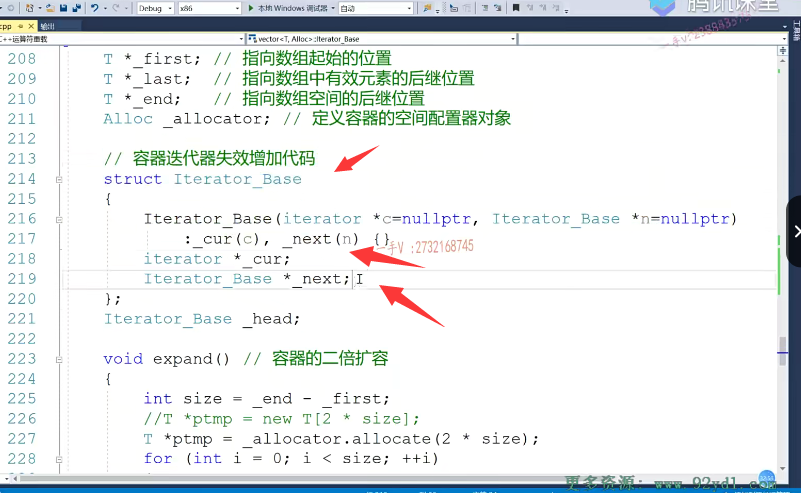 Debug
x86
本地 Windows 调试器
自动
腾讯课堂
cpp
输出
C++运算符重载
vector<T, Alloc>::Iterator_Base
一手V:2388433
208 T *_first; // 指向数组起始的位置
209 T *_last; // 指向数组中有效元素的后继位置
210 T *_end; // 指向数组空间的后继位置
211 Alloc _allocator; // 定义容器的空间配置器对象
212
213 // 容器迭代器失效增加代码
214 struct Iterator_Base
215 {
216 Iterator_Base(iterator *c=nullptr, Iterator_Base *n=nullptr)
217 :_cur(c), _next(n) {}
一手V :2732168745
218 iterator *_cur;
219 Iterator_Base *_next;
220 };
221 Iterator_Base _head;
222
223 void expand() // 容器的二倍扩容
224 {
225 int size = _end - _first;
226 //T *ptmp = new T[2 * size];
227 T *ptmp = _allocator.allocate(2 * size);
228 for (int i = 0; i < size; ++i)
更多资源：www.92vdl.com